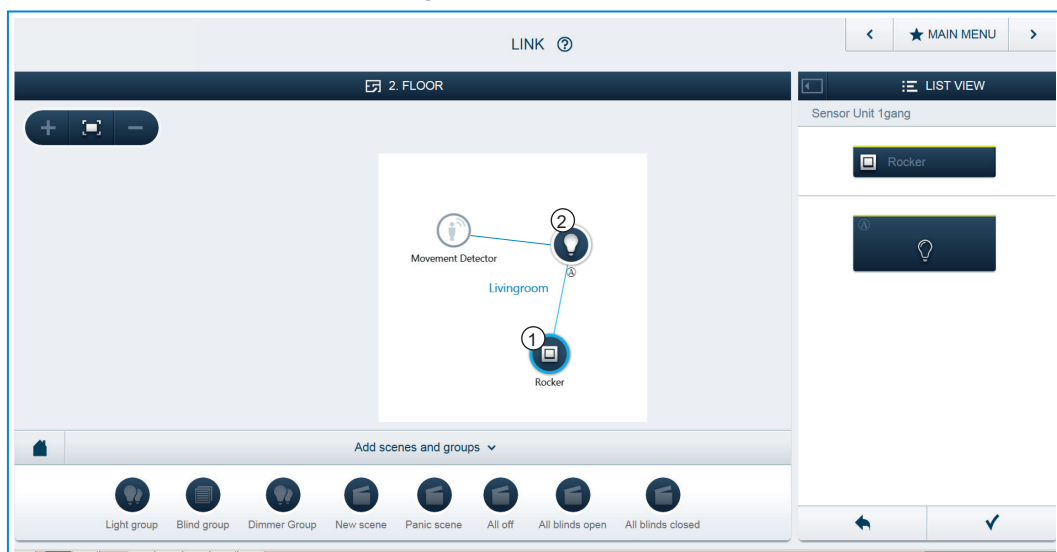 LINK ?
MAIN MENU
2. FLOOR
LIST VIEW
Sensor Unit 1gang
Rocker
A
2
Movement Detector
A
Livingroom
1
Rocker
Add scenes and groups
Light group
Blind group
Dimmer Group
New scene
Panic scene
All off
All blinds open
All blinds closed